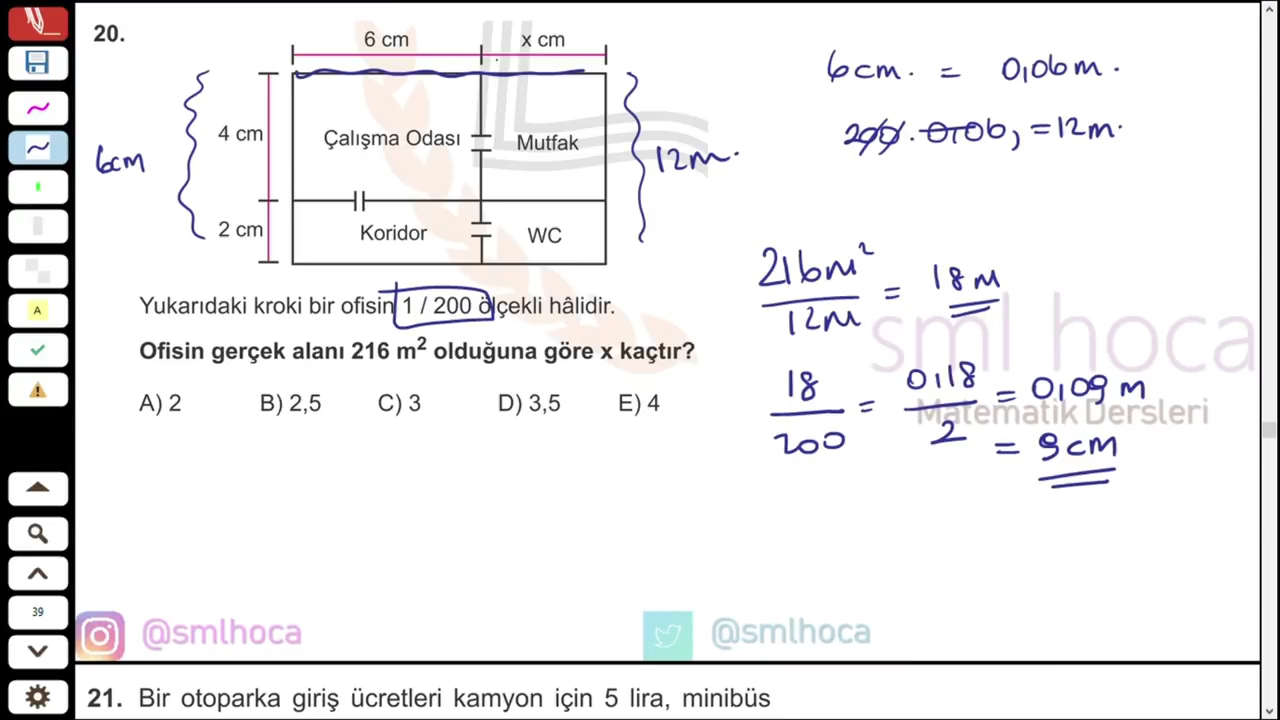 20.
6 cm
x cm
4 cm
Çalışma Odası
Mutfak
2 cm
Koridor
WC
6cm
12m.
6cm. = 0,06m.
200 . 0,06, = 12m.
216m² / 12m = 18m
18 / 200 = 0,18 / 2 = 0,09m
= 9cm
Yukarıdaki kroki bir ofisin 1 / 200 ölçekli hâlidir.
Ofisin gerçek alanı 216 m² olduğuna göre x kaçtır?
A) 2 B) 2,5 C) 3 D) 3,5 E) 4
sml hoca
Matematik Dersleri
A
39
@smlhoca
@smlhoca
21. Bir otoparka giriş ücretleri kamyon için 5 lira, minibüs